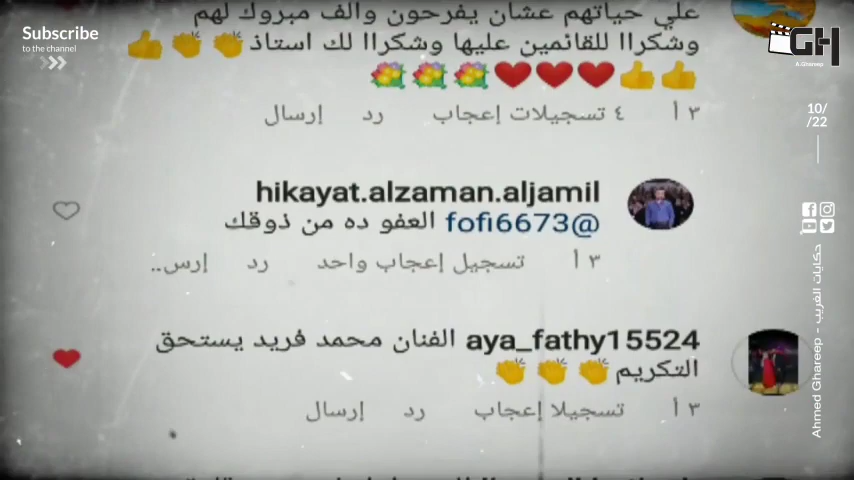 علي حياتهم عشان يفرحون والف مبروك لهم
وشكراا للقائمين عليها وشكراا لك استاذ👏👏👍
👍👍❤❤❤💐💐💐
٣ أ ٤ تسجيلات إعجاب رد إرسال
hikayat.alzaman.aljamil
@fofi6673 العفو ده من ذوقك
٣ أ تسجيل إعجاب واحد رد إرس..
aya_fathy15524 الفنان محمد فريد يستحق
التكريم 👏👏👏
٣ أ تسجيلا إعجاب رد إرسال
Subscribe
to the channel
GH
A.Ghareep
10/
/22
حكايات الغريب - Ahmed Ghareep